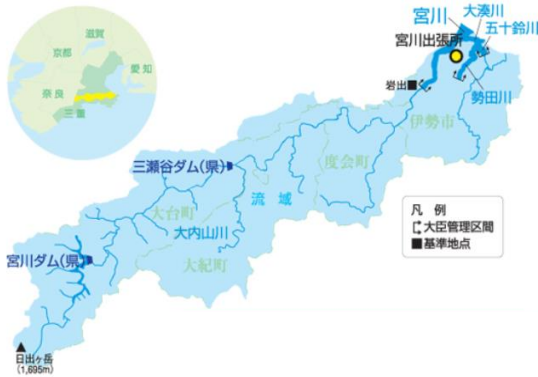 滋賀
京都
愛知
奈良
三重
宮川
大湊川
五十鈴川
宮川出張所
岩出
勢田川
伊勢市
度会町
三瀬谷ダム(県)
流域
大台町
大内山川
大紀町
宮川ダム(県)
日出ヶ岳
(1,695m)
凡例
大臣管理区間
基準地点